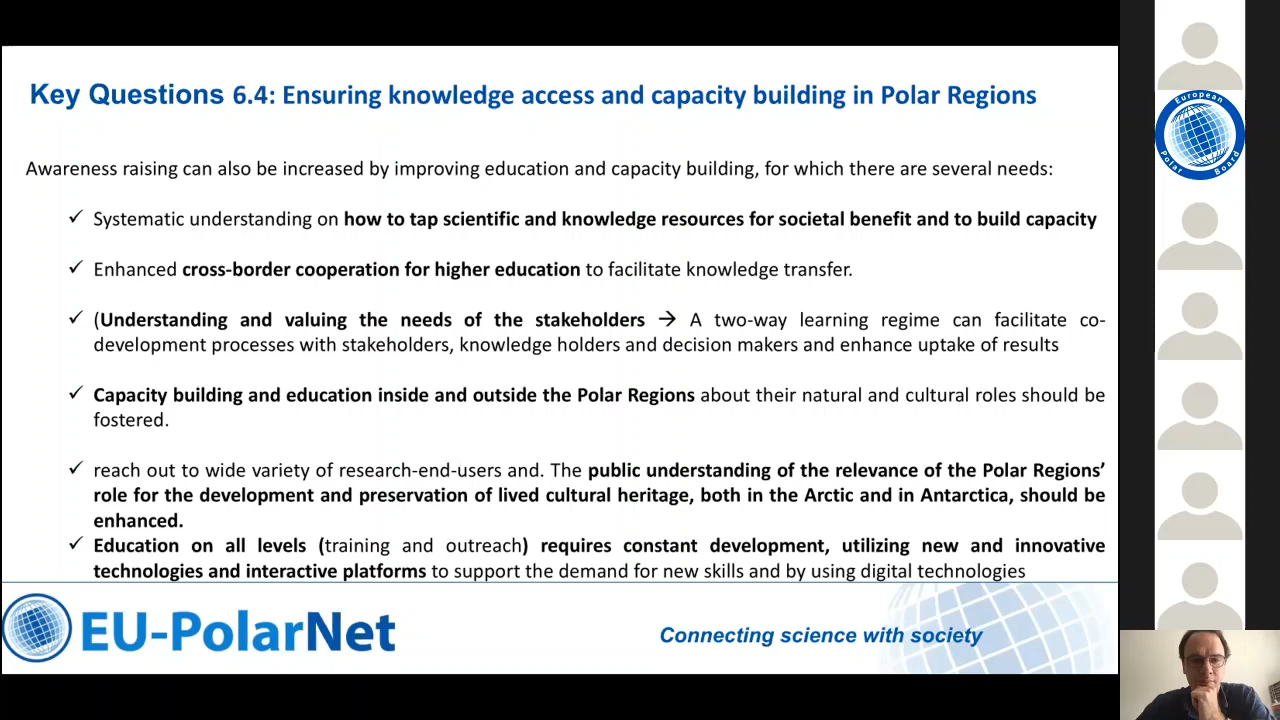 Key Questions 6.4: Ensuring knowledge access and capacity building in Polar Regions
Awareness raising can also be increased by improving education and capacity building, for which there are several needs:
✓ Systematic understanding on how to tap scientific and knowledge resources for societal benefit and to build capacity
✓ Enhanced cross-border cooperation for higher education to facilitate knowledge transfer.
✓ (Understanding and valuing the needs of the stakeholders → A two-way learning regime can facilitate co-
development processes with stakeholders, knowledge holders and decision makers and enhance uptake of results
✓ Capacity building and education inside and outside the Polar Regions about their natural and cultural roles should be
fostered.
✓ reach out to wide variety of research-end-users and. The public understanding of the relevance of the Polar Regions’
role for the development and preservation of lived cultural heritage, both in the Arctic and in Antarctica, should be
enhanced.
✓ Education on all levels (training and outreach) requires constant development, utilizing new and innovative
technologies and interactive platforms to support the demand for new skills and by using digital technologies
EU-PolarNet
Connecting science with society
European
Polar Board